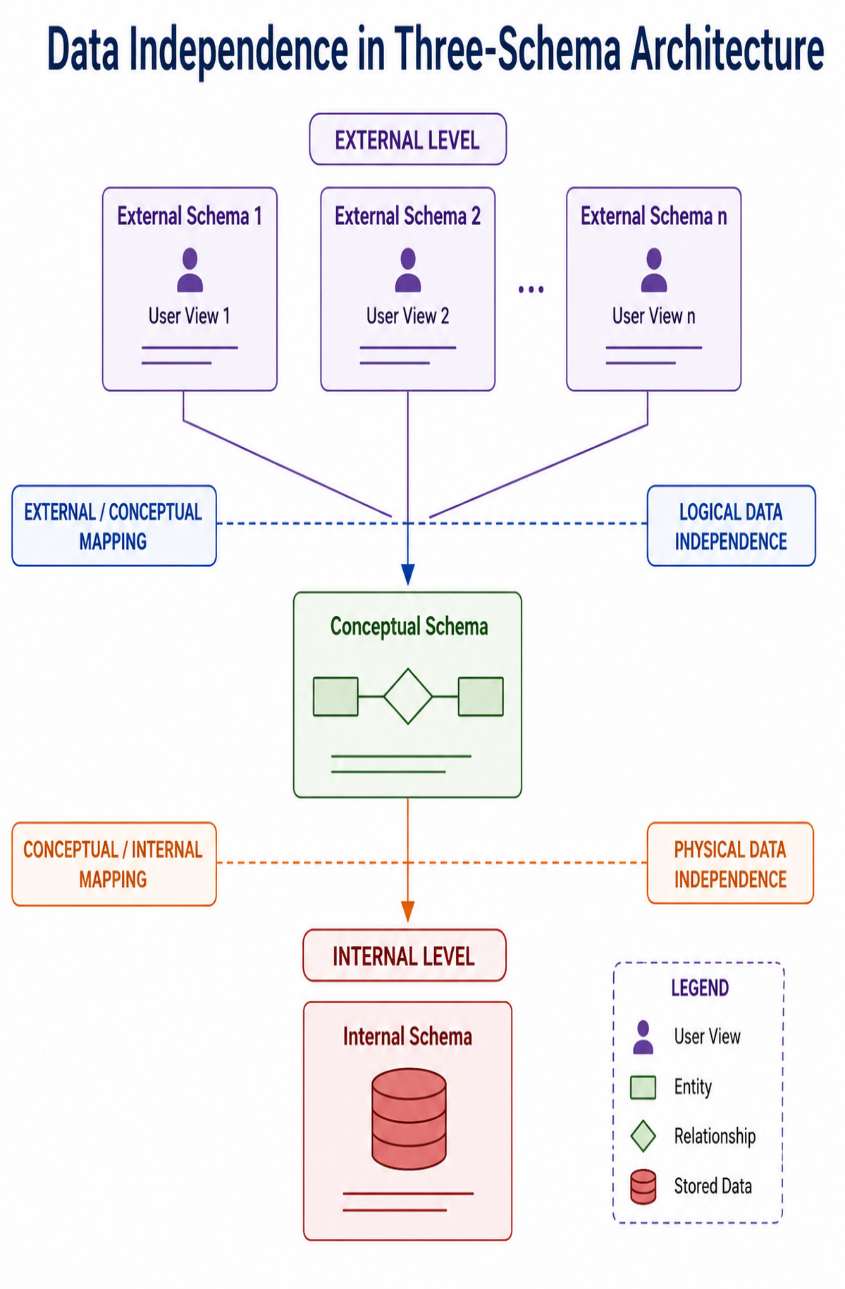 Data Independence in Three-Schema Architecture
EXTERNAL LEVEL
External Schema 1
User View 1
External Schema 2
User View 2
...
External Schema n
User View n
EXTERNAL / CONCEPTUAL
MAPPING
LOGICAL DATA
INDEPENDENCE
Conceptual Schema
CONCEPTUAL / INTERNAL
MAPPING
PHYSICAL DATA
INDEPENDENCE
INTERNAL LEVEL
Internal Schema
LEGEND
User View
Entity
Relationship
Stored Data